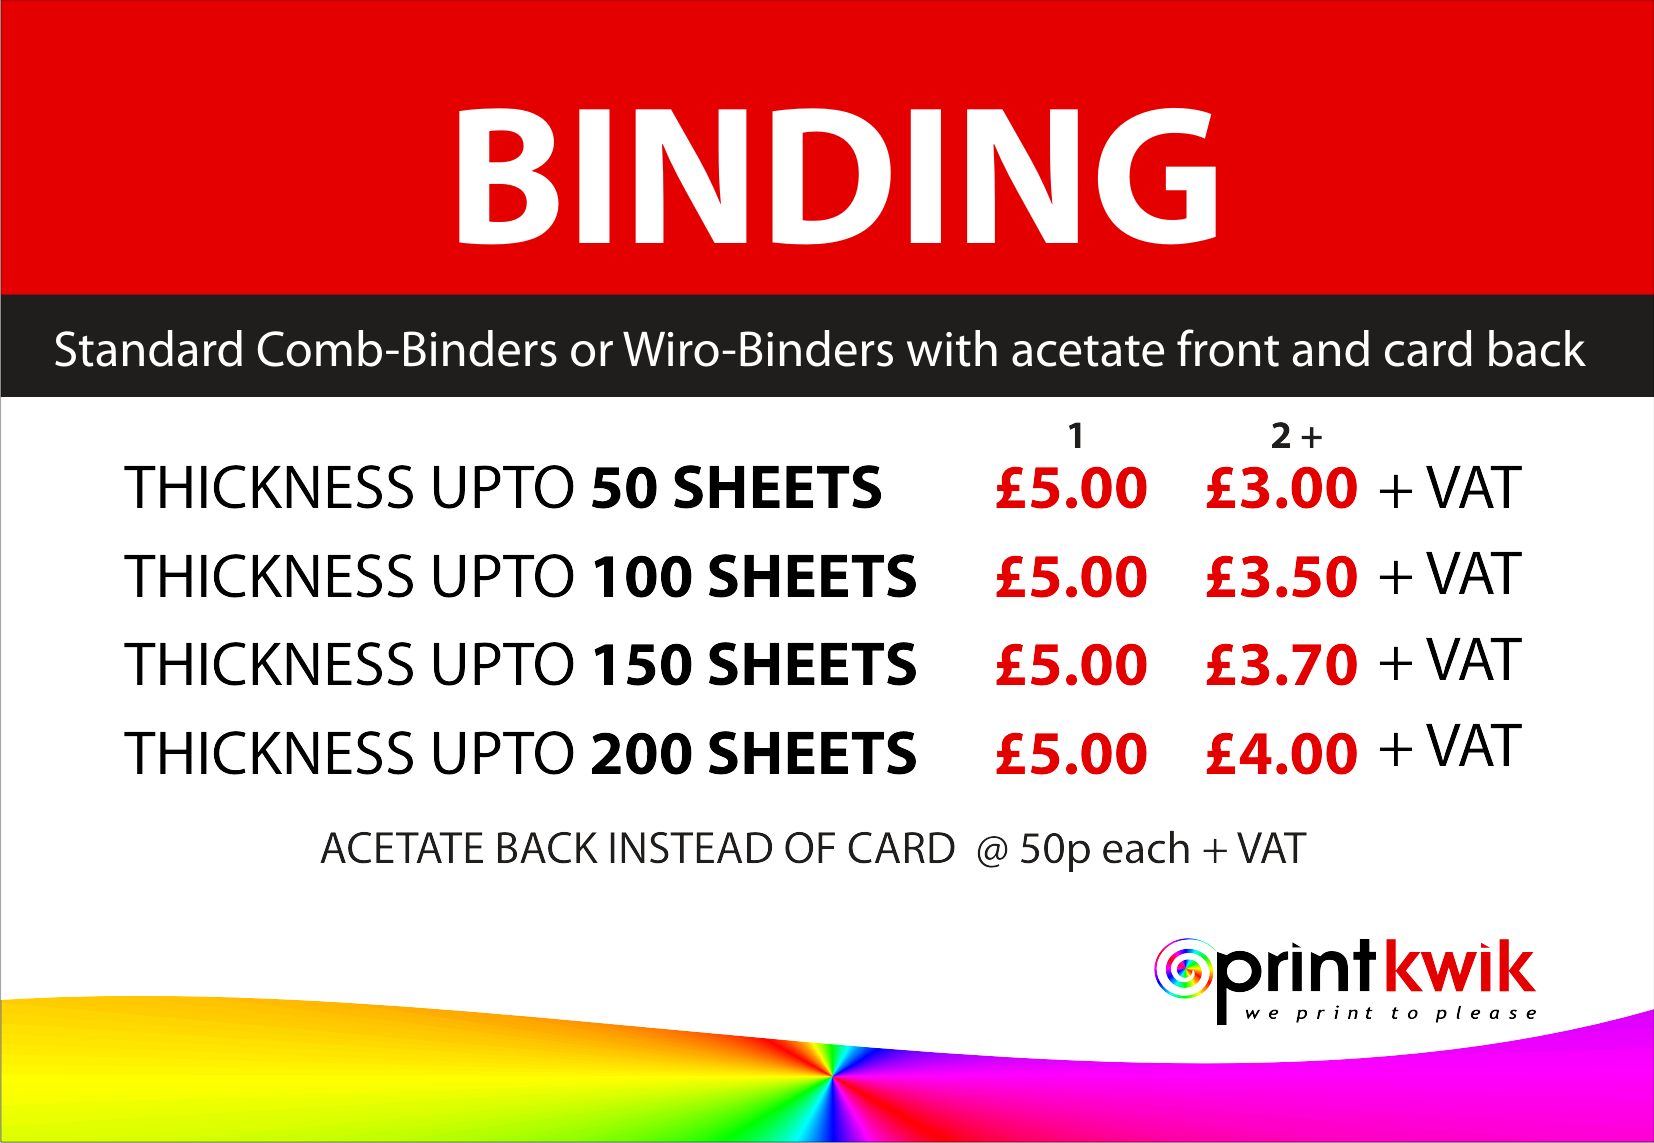 BINDING
Standard Comb-Binders or Wiro-Binders with acetate front and card back
1 2 +
THICKNESS UPTO 50 SHEETS £5.00 £3.00 + VAT
THICKNESS UPTO 100 SHEETS £5.00 £3.50 + VAT
THICKNESS UPTO 150 SHEETS £5.00 £3.70 + VAT
THICKNESS UPTO 200 SHEETS £5.00 £4.00 + VAT
ACETATE BACK INSTEAD OF CARD @ 50p each + VAT
printkwik
we print to please